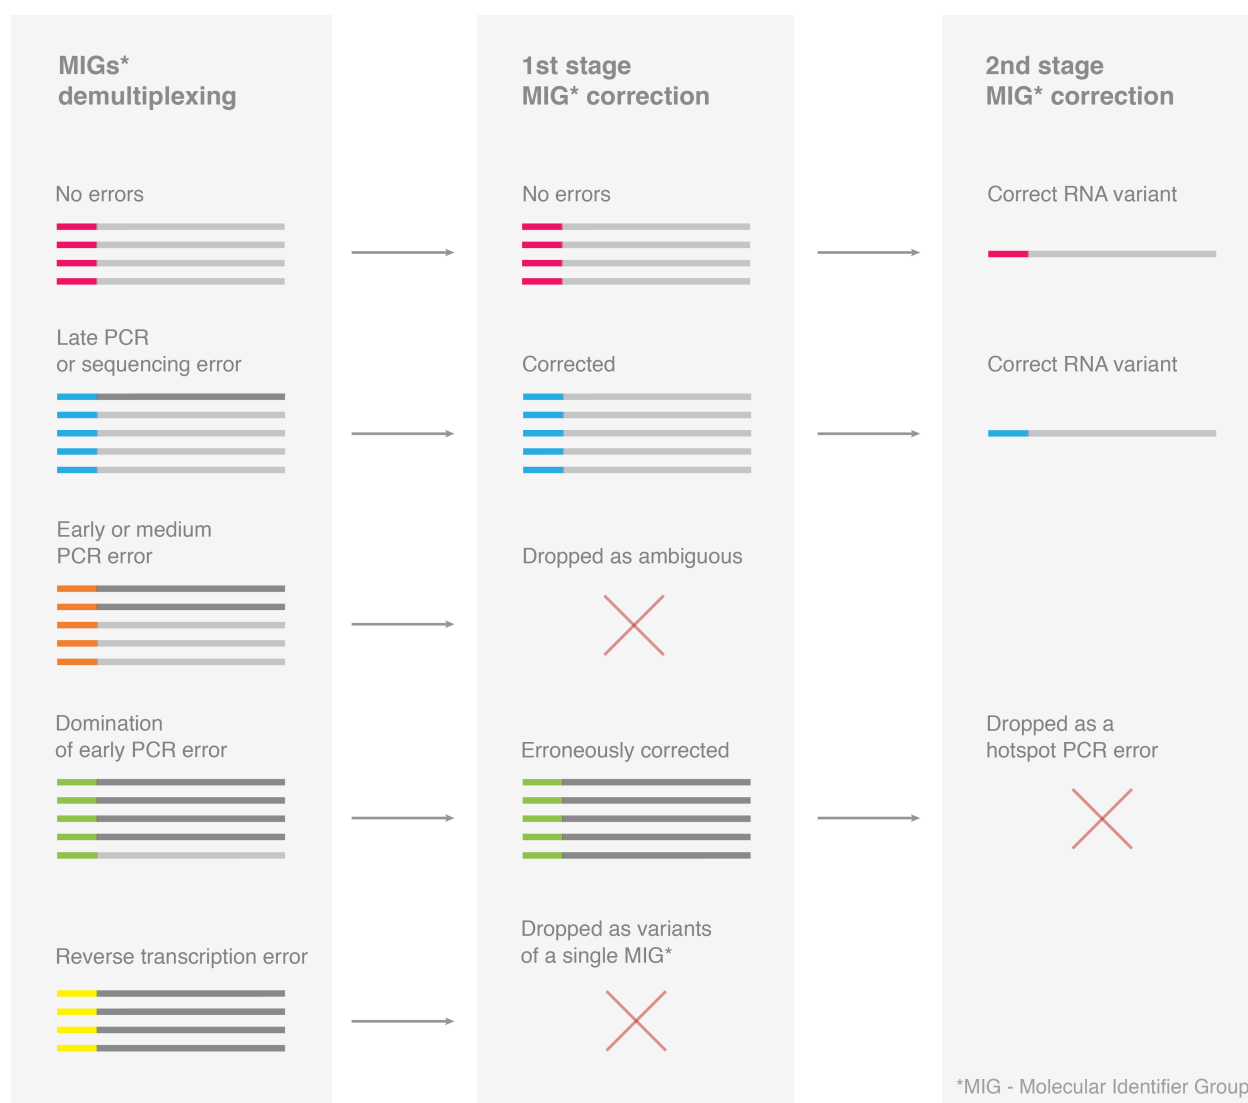 MIGs*
demultiplexing
1st stage
MIG* correction
2nd stage
MIG* correction
No errors
No errors
Correct RNA variant
Late PCR
or sequencing error
Corrected
Correct RNA variant
Early or medium
PCR error
Dropped as ambiguous
Domination
of early PCR error
Erroneously corrected
Dropped as a
hotspot PCR error
Reverse transcription error
Dropped as variants
of a single MIG*
*MIG - Molecular Identifier Group